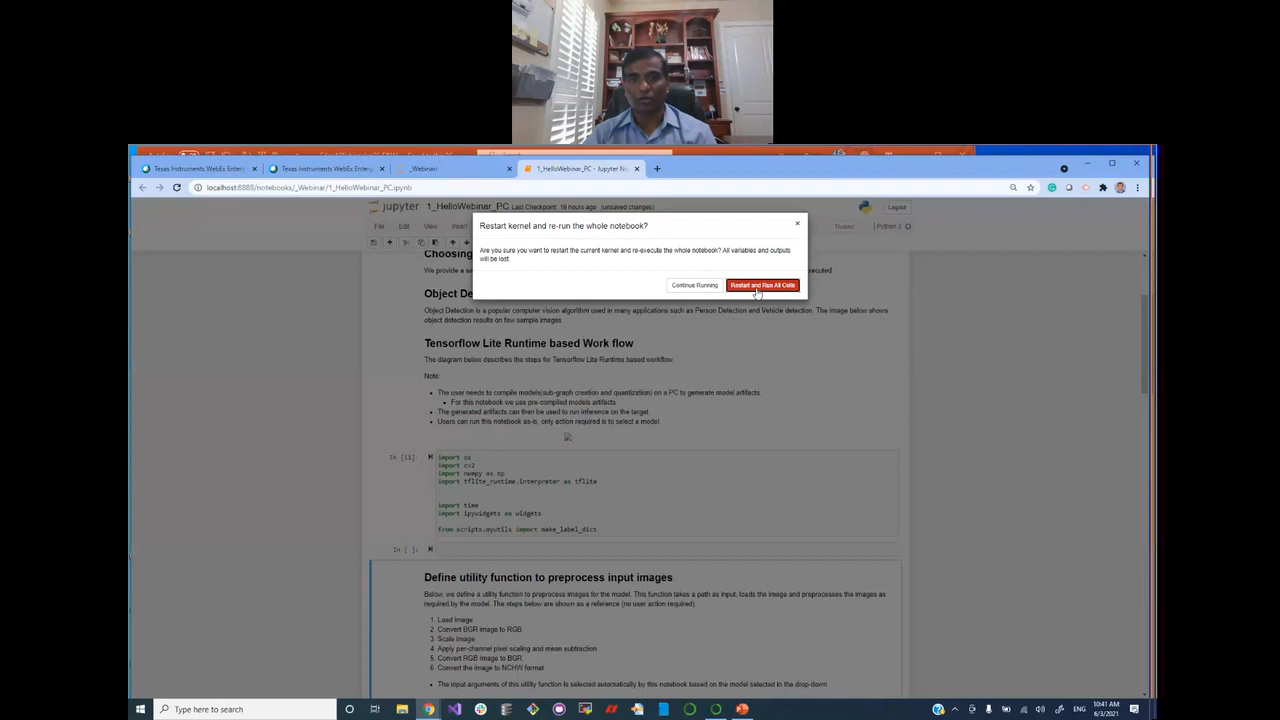 Texas Instruments WebEx Enterp
Texas Instruments WebEx Enterp
_Webinar/
1_HelloWebinar_PC - Jupyter No
localhost:8888/notebooks/_Webinar/1_HelloWebinar_PC.ipynb
jupyter 1_HelloWebinar_PC Last Checkpoint: 19 hours ago (unsaved changes)
Logout
File Edit View Insert
Trusted
Python 3
Restart kernel and re-run the whole notebook?
Are you sure you want to restart the current kernel and re-execute the whole notebook? All variables and outputs
will be lost.
Continue Running
Restart and Run All Cells
Choosing
We provide a se
executed
Object De
Object Detection is a popular computer vision algorithm used in many applications such as Person Detection and Vehicle detection. The image below shows
object detection results on few sample images.
Tensorflow Lite Runtime based Work flow
The diagram below describes the steps for Tensorflow Lite Runtime based workflow.
Note:
The user needs to compile models(sub-graph creation and quantization) on a PC to generate model artifacts.
For this notebook we use pre-compiled models artifacts
The generated artifacts can then be used to run inference on the target.
Users can run this notebook as-is, only action required is to select a model.
In [11]:
import os
import cv2
import numpy as np
import tflite_runtime.interpreter as tflite
import time
import ipywidgets as widgets
from scripts.myutils import make_label_dict
In [ ]:
Define utility function to preprocess input images
Below, we define a utility function to preprocess images for the model. This function takes a path as input, loads the image and preprocesses the images as
required by the model. The steps below are shown as a reference (no user action required):
1. Load image
2. Convert BGR image to RGB
3. Scale image
4. Apply per-channel pixel scaling and mean subtraction
5. Convert RGB Image to BGR.
6. Convert the image to NCHW format
The input arguments of this utility function is selected automatically by this notebook based on the model selected in the drop-down
Type here to search
10:41 AM
6/3/2021